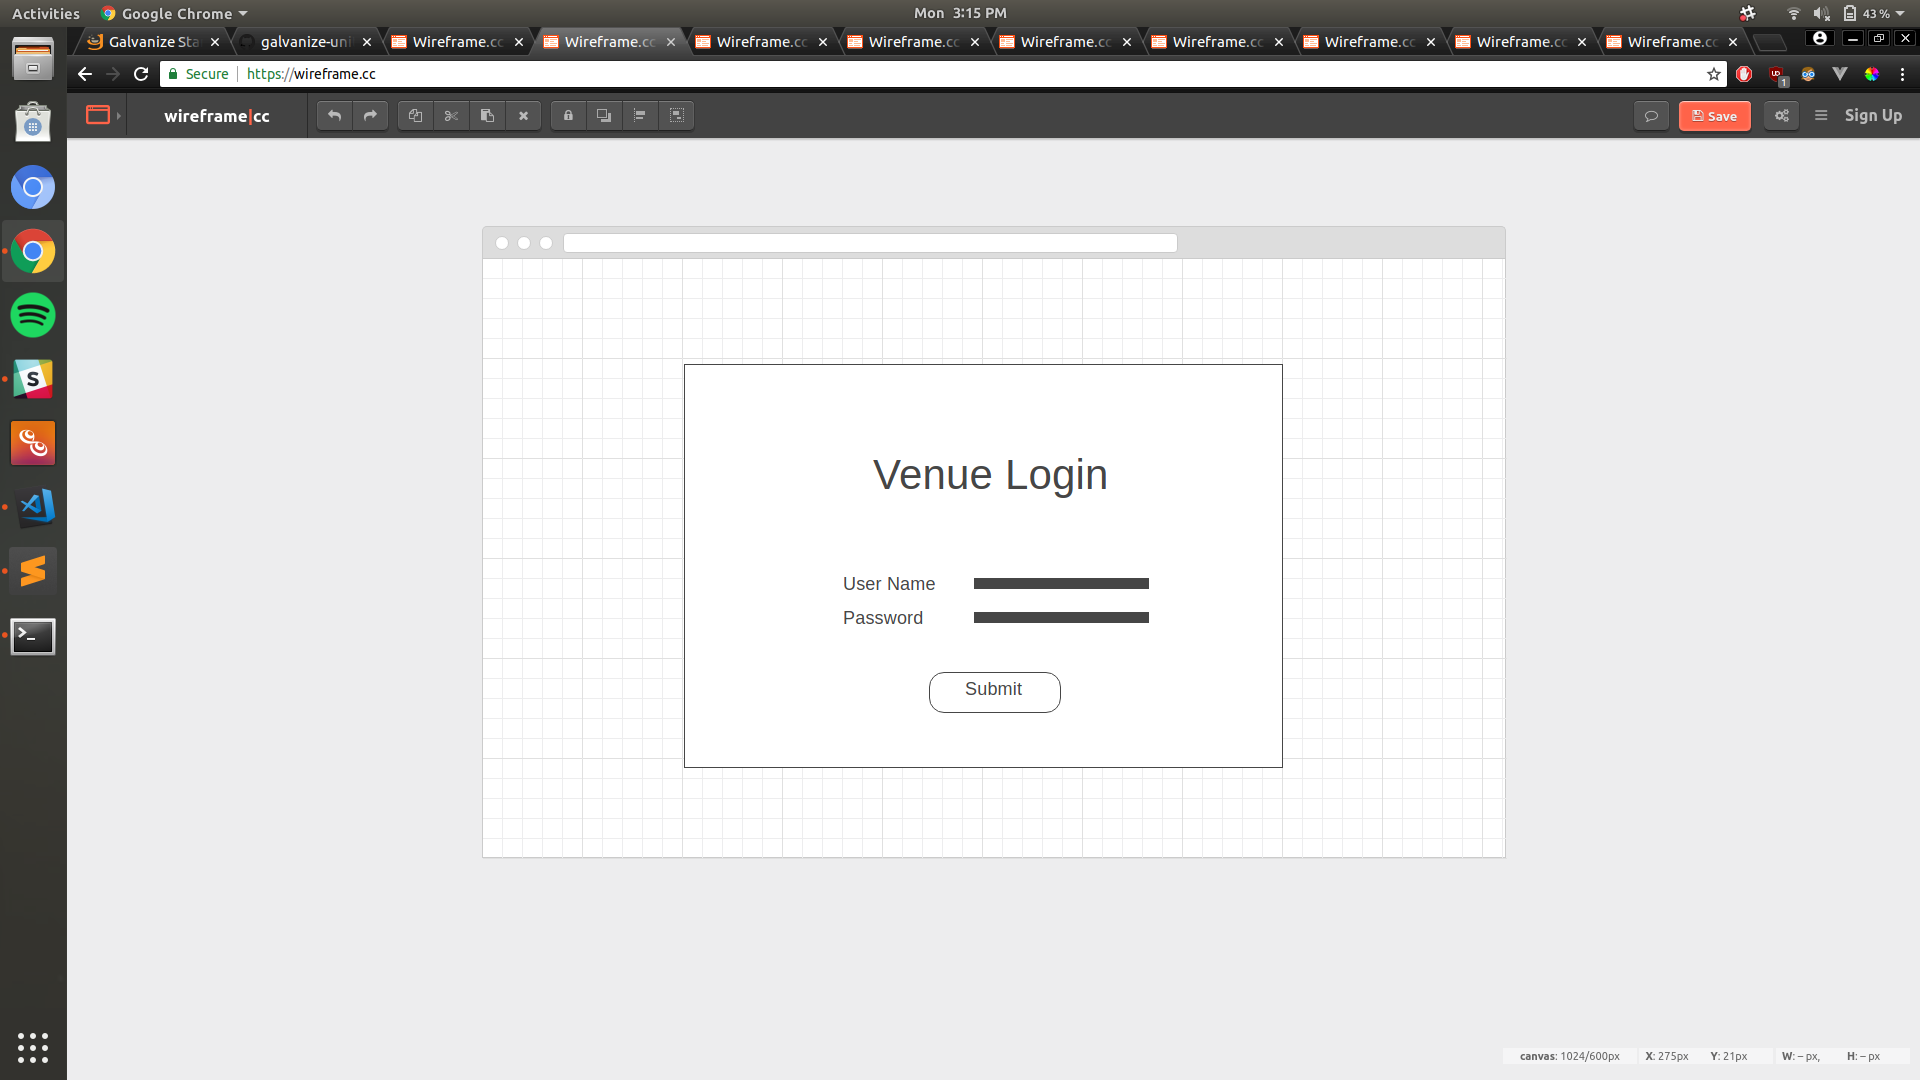 Activities
Google Chrome
Mon 3:15 PM
43 %
Galvanize Sta
galvanize-uni
Wireframe.cc
Wireframe.cc
Wireframe.cc
Wireframe.cc
Wireframe.cc
Wireframe.cc
Wireframe.cc
Wireframe.cc
Wireframe.cc
Secure
https://wireframe.cc
1
wireframe|cc
Save
Sign Up
Venue Login
User Name
Password
Submit
S
>_
canvas: 1024/600px X: 275px Y: 21px W: – px, H: – px